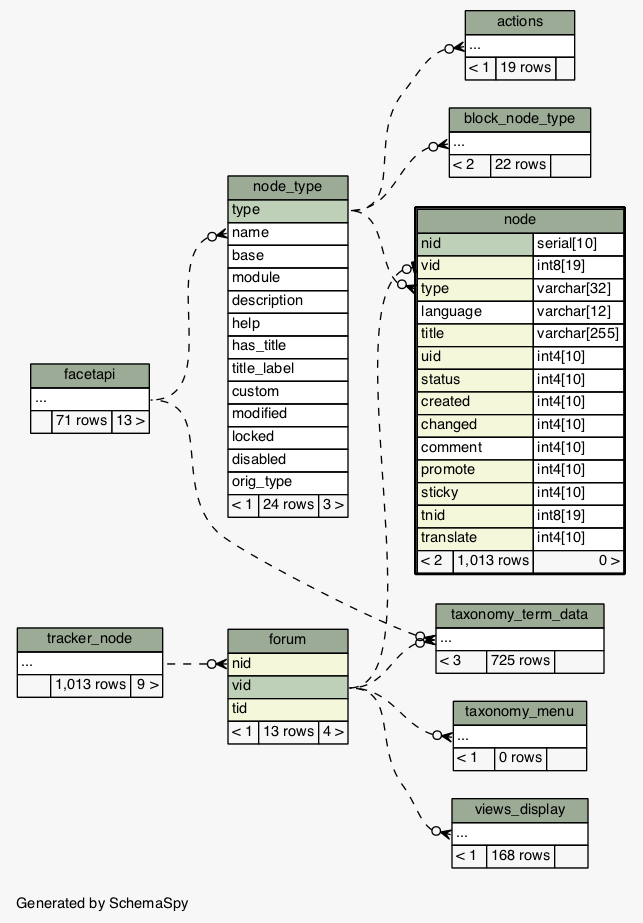 actions
...
< 1 19 rows
block_node_type
...
< 2 22 rows
node_type
type
name
base
module
description
help
has_title
title_label
custom
modified
locked
disabled
orig_type
< 1 24 rows 3 >
node
nid serial[10]
vid int8[19]
type varchar[32]
language varchar[12]
title varchar[255]
uid int4[10]
status int4[10]
created int4[10]
changed int4[10]
comment int4[10]
promote int4[10]
sticky int4[10]
tnid int8[19]
translate int4[10]
< 2 1,013 rows 0 >
facetapi
...
71 rows 13 >
taxonomy_term_data
...
< 3 725 rows
tracker_node
...
1,013 rows 9 >
forum
nid
vid
tid
< 1 13 rows 4 >
taxonomy_menu
...
< 1 0 rows
views_display
...
< 1 168 rows
Generated by SchemaSpy